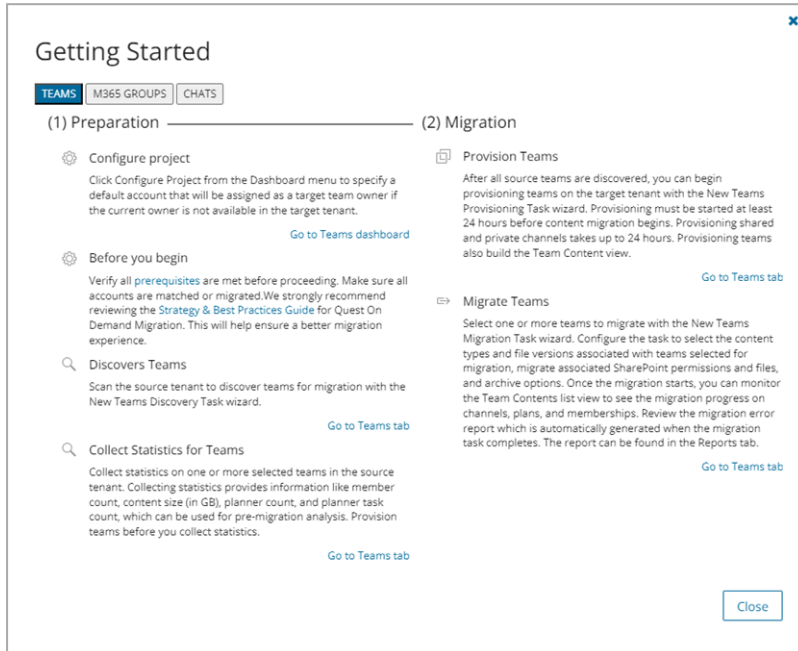 Getting Started
TEAMS
M365 GROUPS
CHATS
(1) Preparation
Configure project
Click Configure Project from the Dashboard menu to specify a
default account that will be assigned as a target team owner if
the current owner is not available in the target tenant.
Go to Teams dashboard
Before you begin
Verify all prerequisites are met before proceeding. Make sure all
accounts are matched or migrated.We strongly recommend
reviewing the Strategy & Best Practices Guide for Quest On
Demand Migration. This will help ensure a better migration
experience.
Discovers Teams
Scan the source tenant to discover teams for migration with the
New Teams Discovery Task wizard.
Go to Teams tab
Collect Statistics for Teams
Collect statistics on one or more selected teams in the source
tenant. Collecting statistics provides information like member
count, content size (in GB), planner count, and planner task
count, which can be used for pre-migration analysis. Provision
teams before you collect statistics.
Go to Teams tab
(2) Migration
Provision Teams
After all source teams are discovered, you can begin
provisioning teams on the target tenant with the New Teams
Provisioning Task wizard. Provisioning must be started at least
24 hours before content migration begins. Provisioning shared
and private channels takes up to 24 hours. Provisioning teams
also build the Team Content view.
Go to Teams tab
Migrate Teams
Select one or more teams to migrate with the New Teams
Migration Task wizard. Configure the task to select the content
types and file versions associated with teams selected for
migration, migrate associated SharePoint permissions and files,
and archive options. Once the migration starts, you can monitor
the Team Contents list view to see the migration progress on
channels, plans, and memberships. Review the migration error
report which is automatically generated when the migration
task completes. The report can be found in the Reports tab.
Go to Teams tab
Close